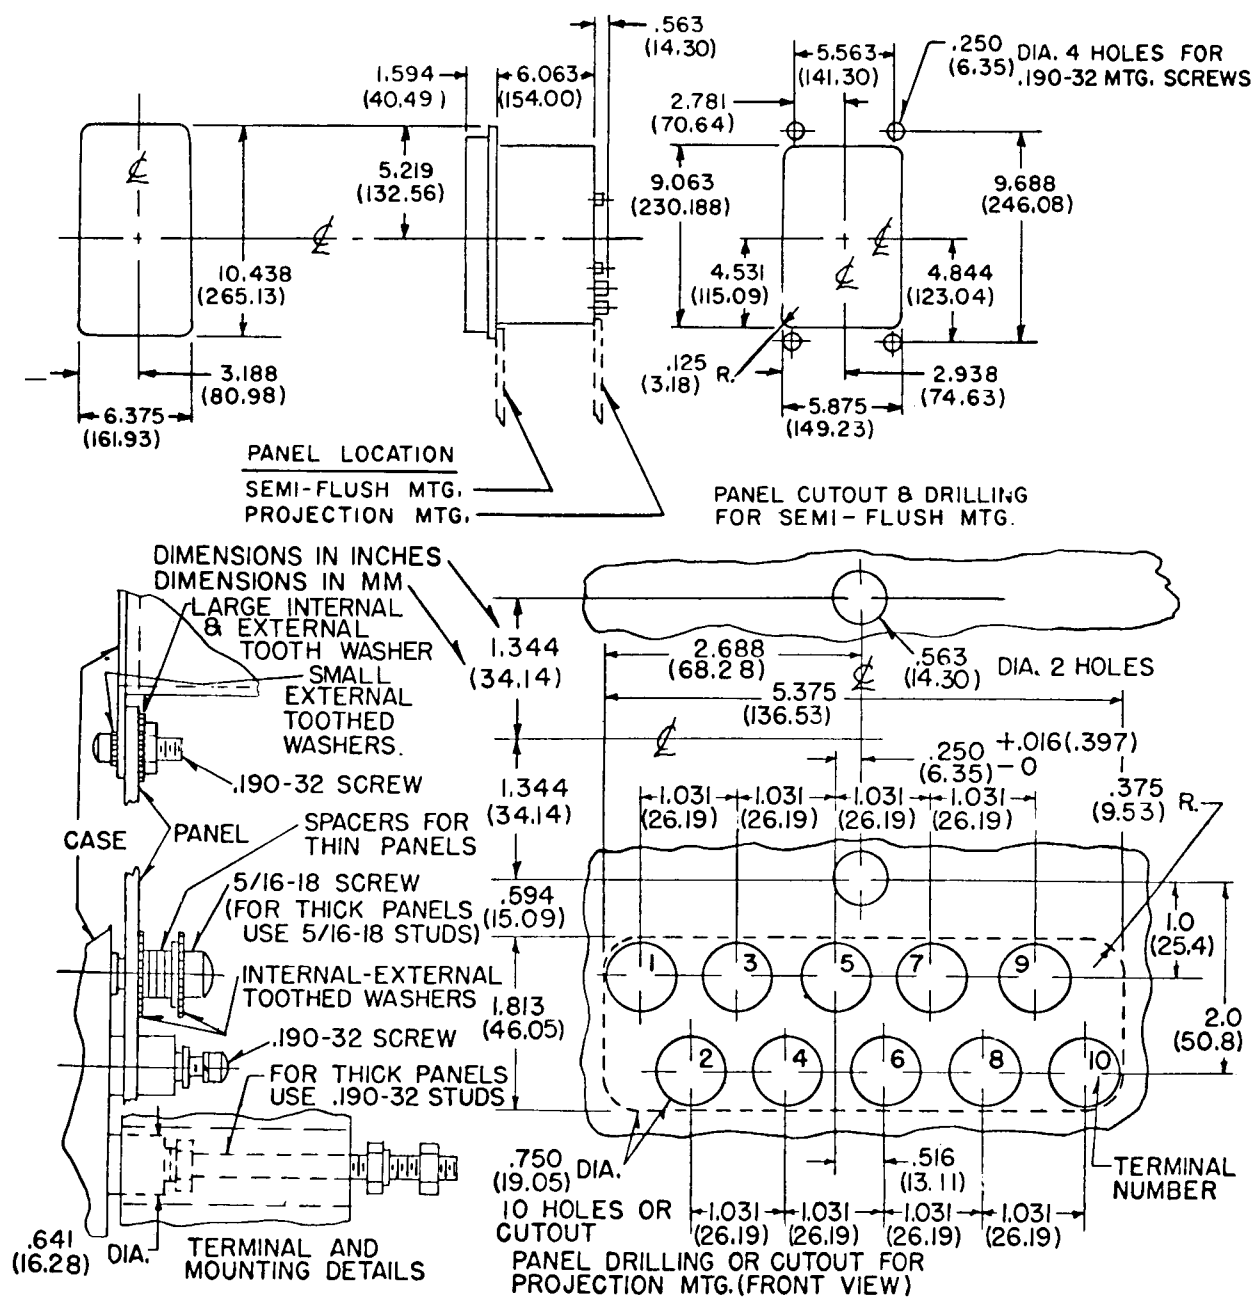 .563
(14.30)
1.594
(40.49)
6.063
(154.00)
5.563
(141.30)
.250
(6.35)
DIA. 4 HOLES FOR
.190-32 MTG. SCREWS
2.781
(70.64)
℄
5.219
(132.56)
9.063
(230.188)
9.688
(246.08)
℄
℄
℄
10.438
(265.13)
4.531
(115.09)
4.844
(123.04)
3.188
(80.98)
.125
(3.18) R.
2.938
(74.63)
6.375
(161.93)
5.875
(149.23)
PANEL LOCATION
SEMI-FLUSH MTG.
PROJECTION MTG.
PANEL CUTOUT & DRILLING
FOR SEMI-FLUSH MTG.
DIMENSIONS IN INCHES
DIMENSIONS IN MM
LARGE INTERNAL
& EXTERNAL
TOOTH WASHER
SMALL
EXTERNAL
TOOTHED
WASHERS.
.190-32 SCREW
CASE
PANEL
SPACERS FOR
THIN PANELS
5/16-18 SCREW
(FOR THICK PANELS
USE 5/16-18 STUDS)
INTERNAL-EXTERNAL
TOOTHED WASHERS
.190-32 SCREW
FOR THICK PANELS
USE .190-32 STUDS
.641
(16.28) DIA.
TERMINAL AND
MOUNTING DETAILS
1.344
(34.14)
2.688
(68.28)
℄
.563
(14.30)
DIA. 2 HOLES
5.375
(136.53)
℄
.250 +.016(.397)
(6.35) -0
1.344
(34.14)
1.031
(26.19)
1.031
(26.19)
1.031
(26.19)
1.031
(26.19)
.375
(9.53) R.
.594
(15.09)
1.0
(25.4)
1 3 5 7 9
1.813
(46.05)
2.0
(50.8)
2 4 6 8 10
.750
(19.05) DIA.
10 HOLES OR
CUTOUT
.516
(13.11)
TERMINAL
NUMBER
1.031
(26.19)
1.031
(26.19)
1.031
(26.19)
1.031
(26.19)
PANEL DRILLING OR CUTOUT FOR
PROJECTION MTG. (FRONT VIEW)